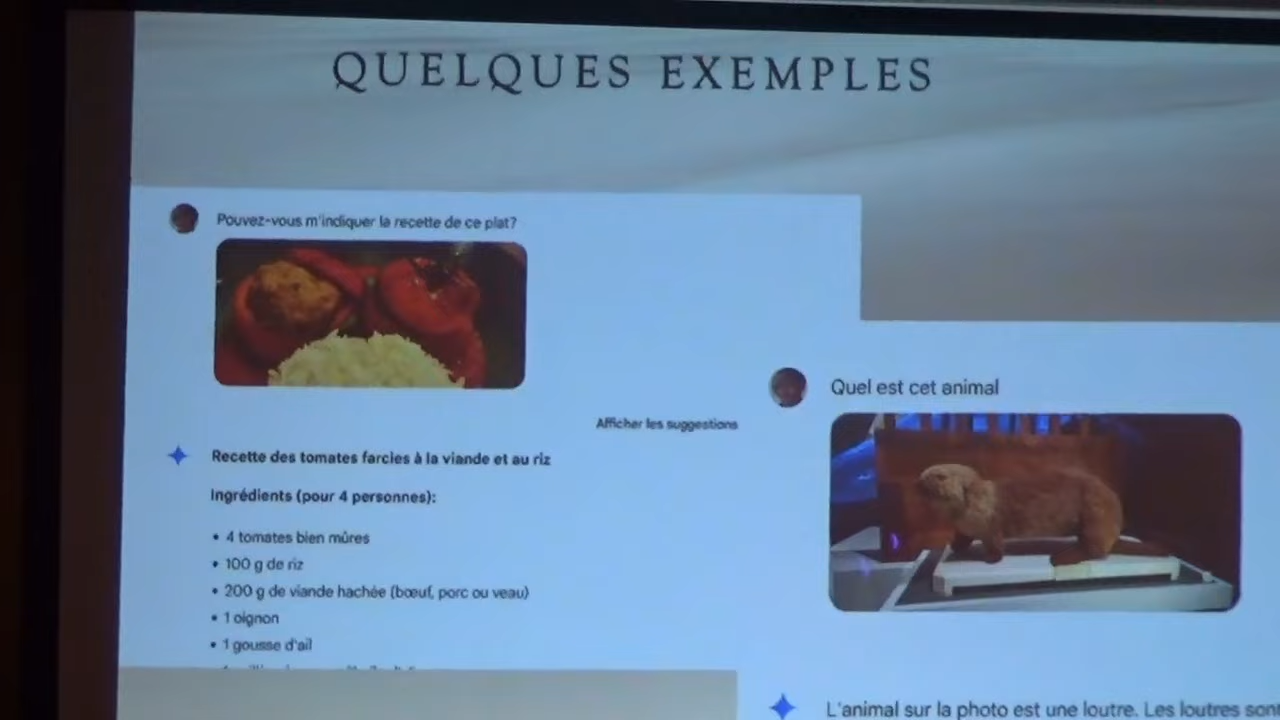 QUELQUES EXEMPLES
Pouvez-vous m'indiquer la recette de ce plat?
Afficher les suggestions
Recette des tomates farcies à la viande et au riz
Ingrédients (pour 4 personnes):
• 4 tomates bien mûres
• 100 g de riz
• 200 g de viande hachée (bœuf, porc ou veau)
• 1 oignon
• 1 gousse d'ail
Quel est cet animal
L'animal sur la photo est une loutre. Les loutres sont